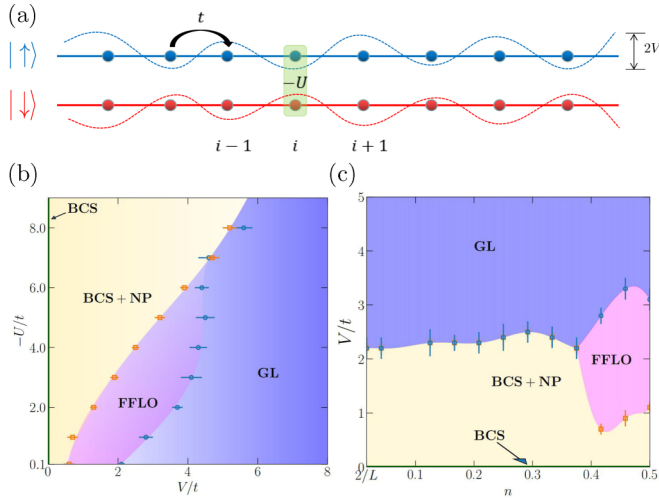 (a)
t
|↑⟩
2V
−U
|↓⟩
i − 1 i i + 1
(b)
BCS
8.0
6.0
4.0
2.0
0.1
−U/t
BCS + NP
FFLO
GL
0 2 4 6 8
V/t
(c)
5
4
3
2
1
0
V/t
GL
FFLO
BCS+NP
BCS
2/L 0.1 0.2 0.3 0.4 0.5
n